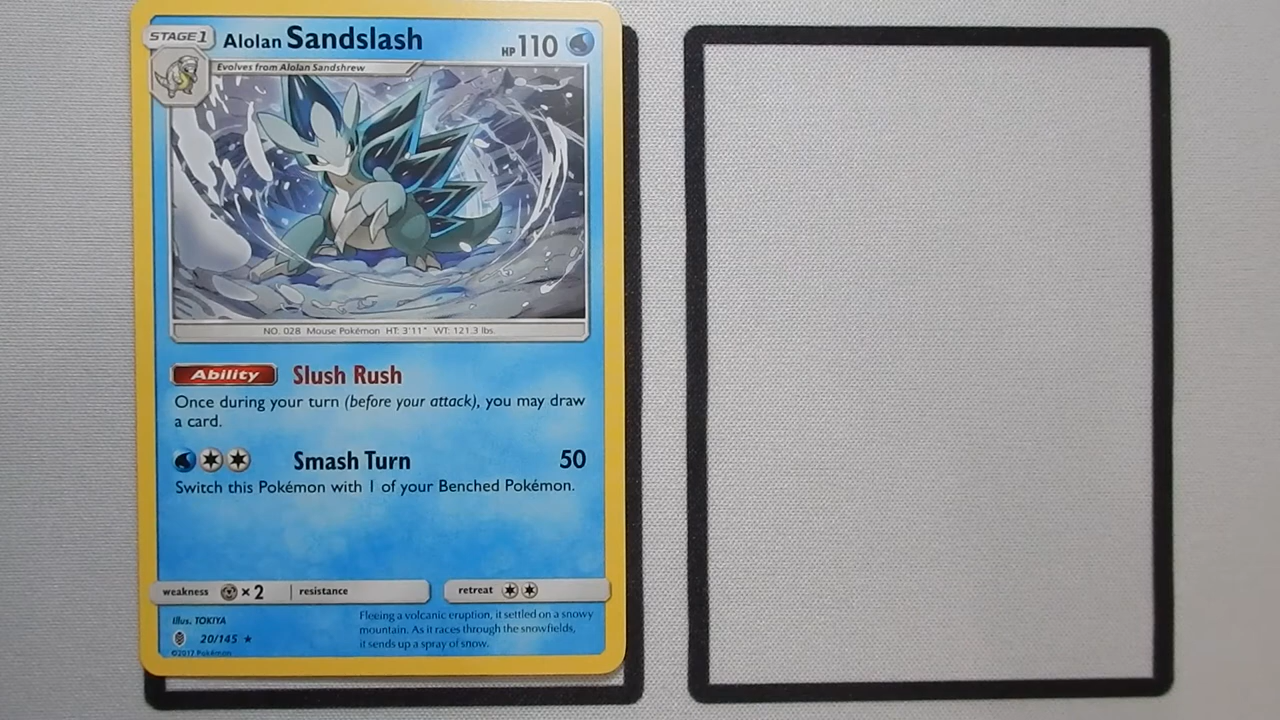 STAGE 1 Alolan Sandslash HP 110
Evolves from Alolan Sandshrew
NO. 028 Mouse Pokémon HT: 3'11" WT: 121.3 lbs.
Ability Slush Rush
Once during your turn (before your attack), you may draw
a card.
Smash Turn 50
Switch this Pokémon with 1 of your Benched Pokémon.
weakness ×2 resistance retreat
Illus. TOKIYA
20/145 ★
©2017 Pokémon
Fleeing a volcanic eruption, it settled on a snowy
mountain. As it races through the snowfields,
it sends up a spray of snow.